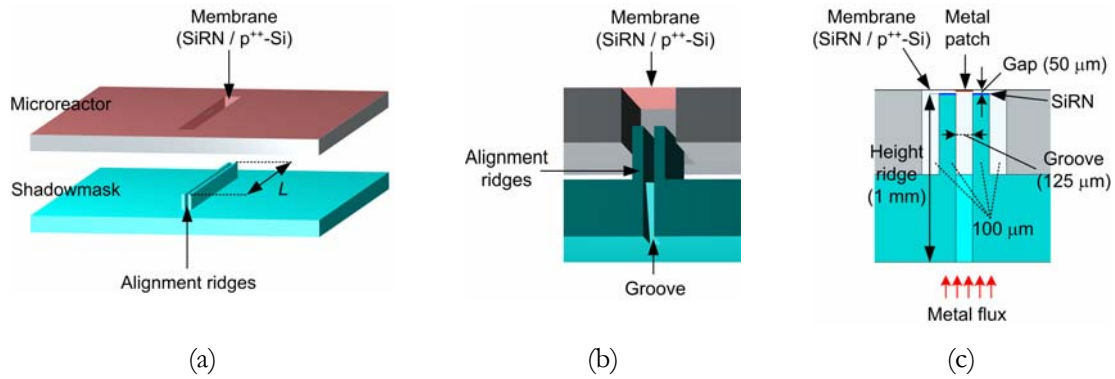 Membrane
(SiRN / p++-Si)
Microreactor
Shadowmask
L
Alignment ridges
(a)
Membrane
(SiRN / p++-Si)
Alignment
ridges
Groove
(b)
Membrane
(SiRN / p++-Si)
Metal
patch
Gap (50 μm)
SiRN
Height
ridge
(1 mm)
Groove
(125 μm)
100 μm
Metal flux
(c)